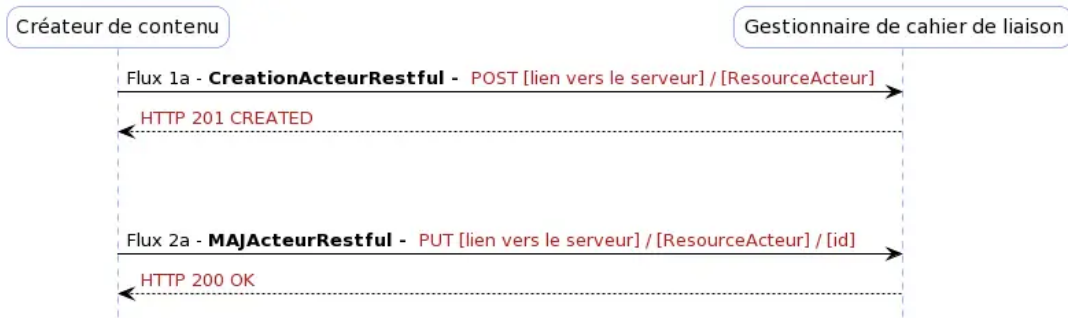 Créateur de contenu
Gestionnaire de cahier de liaison
Flux 1a - CreationActeurRestful - POST [lien vers le serveur] / [ResourceActeur]
HTTP 201 CREATED
Flux 2a - MAJActeurRestful - PUT [lien vers le serveur] / [ResourceActeur] / [id]
HTTP 200 OK